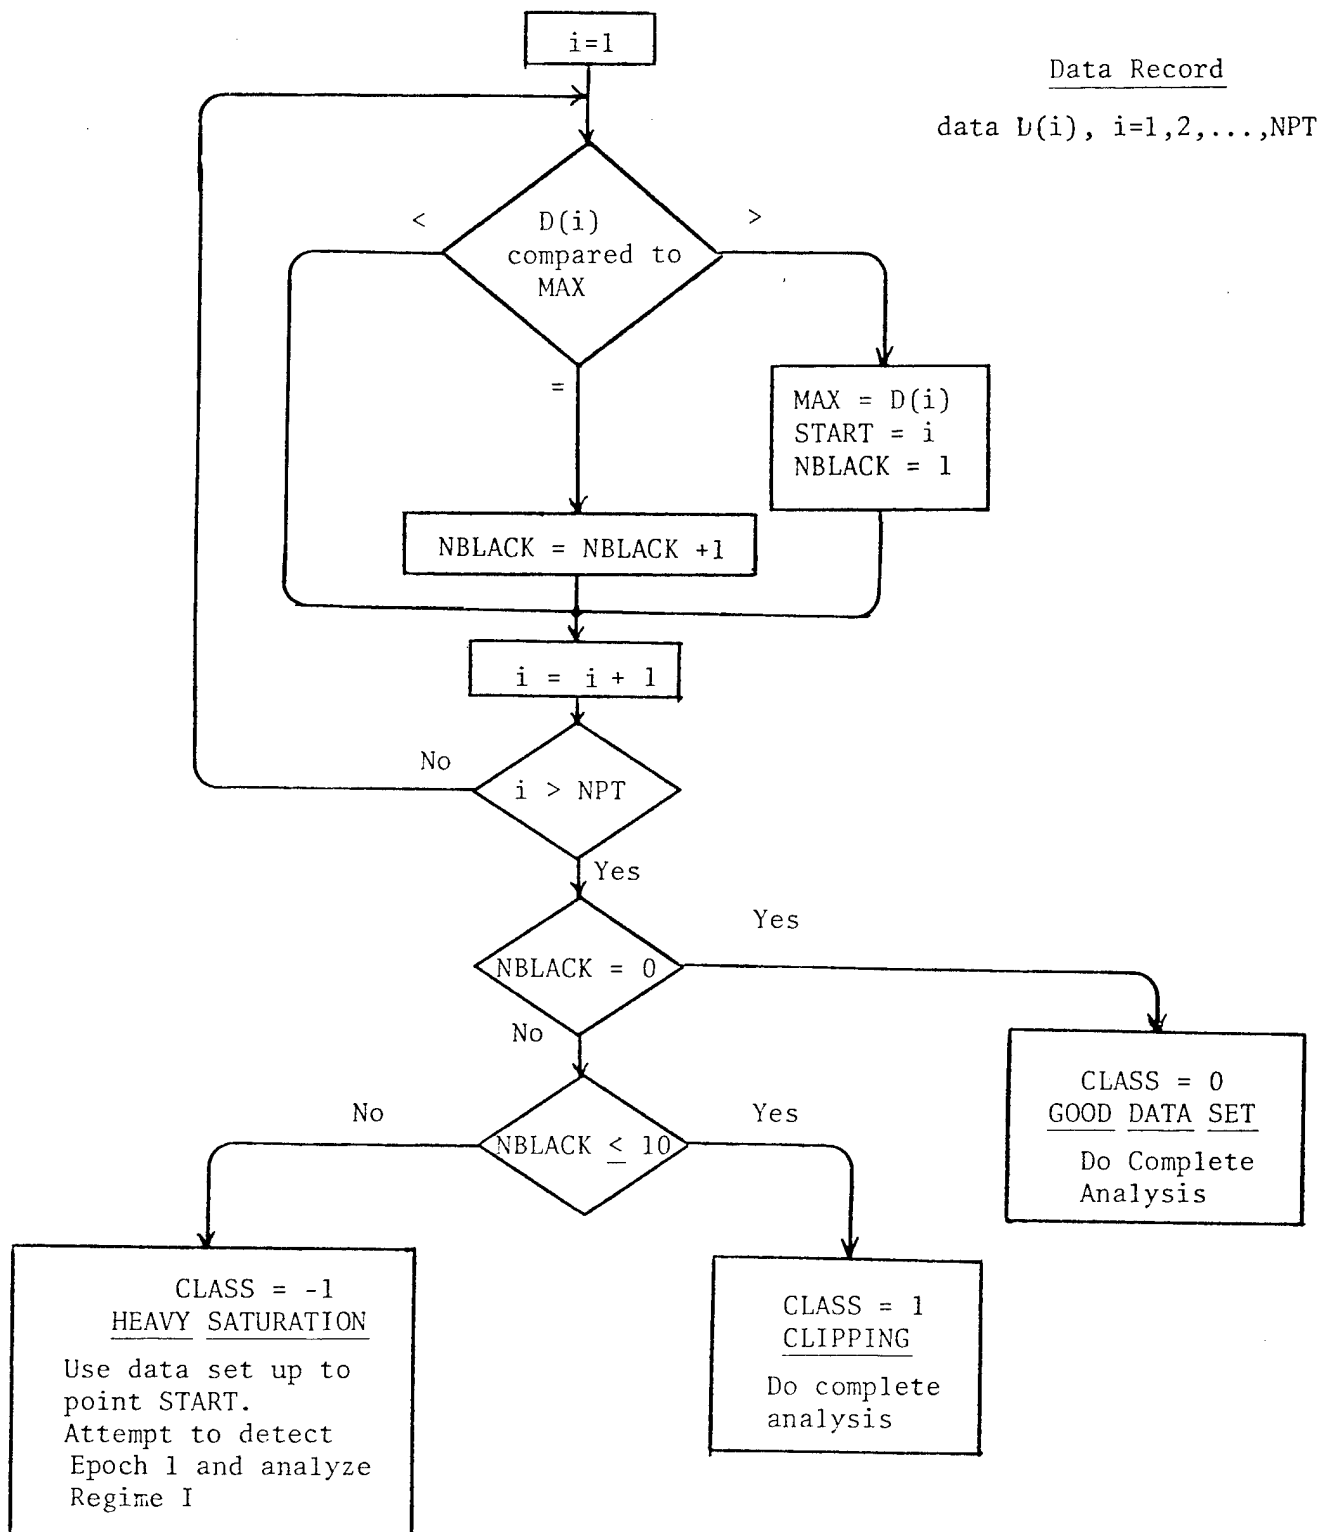 i=1
Data Record
data D(i), i=1,2,...,NPT
<
D(i)
compared to
MAX
>
=
MAX = D(i)
START = i
NBLACK = 1
NBLACK = NBLACK +1
i = i + 1
No
i > NPT
Yes
NBLACK = 0
Yes
No
CLASS = 0
GOOD DATA SET
Do Complete
Analysis
No
NBLACK ≤ 10
Yes
CLASS = -1
HEAVY SATURATION
Use data set up to
point START.
Attempt to detect
Epoch 1 and analyze
Regime I
CLASS = 1
CLIPPING
Do complete
analysis